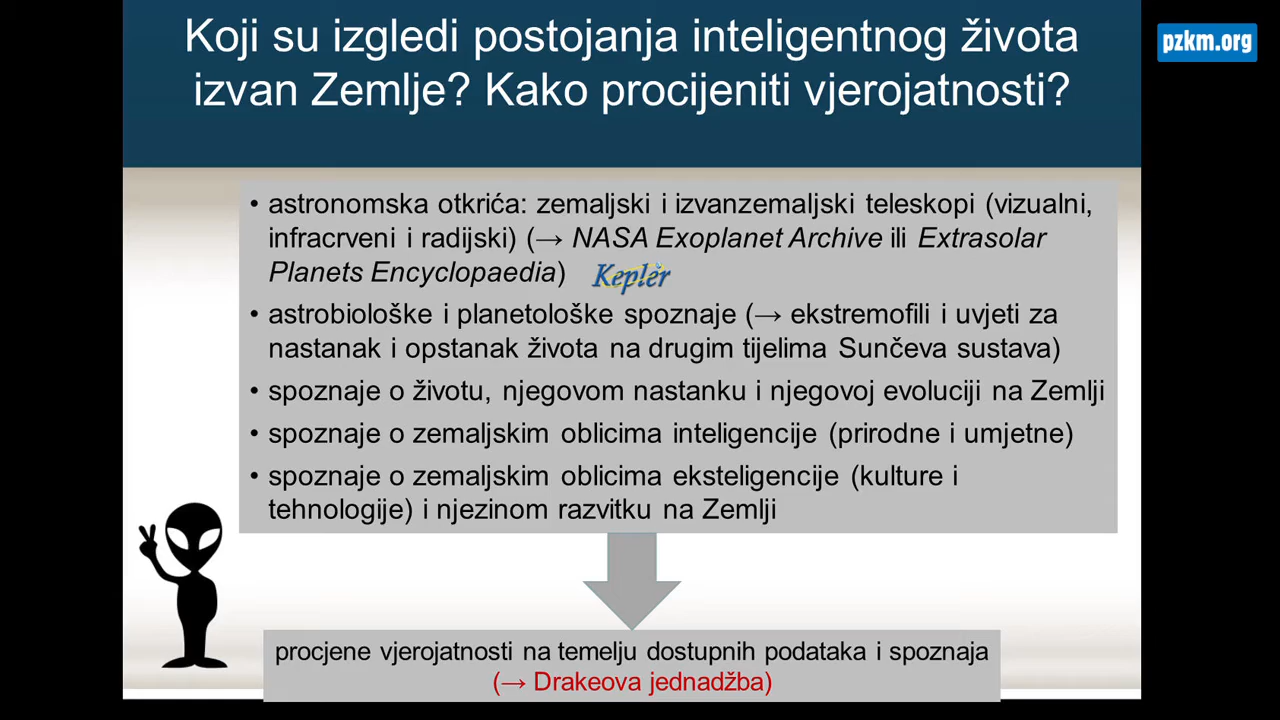 Koji su izgledi postojanja inteligentnog života
izvan Zemlje? Kako procijeniti vjerojatnosti?
pzkm.org
• astronomska otkrića: zemaljski i izvanzemaljski teleskopi (vizualni,
infracrveni i radijski) (→ NASA Exoplanet Archive ili Extrasolar
Planets Encyclopaedia) Kepler
• astrobiološke i planetološke spoznaje (→ ekstremofili i uvjeti za
nastanak i opstanak života na drugim tijelima Sunčeva sustava)
• spoznaje o životu, njegovom nastanku i njegovoj evoluciji na Zemlji
• spoznaje o zemaljskim oblicima inteligencije (prirodne i umjetne)
• spoznaje o zemaljskim oblicima eksteligencije (kulture i
tehnologije) i njezinom razvitku na Zemlji
procjene vjerojatnosti na temelju dostupnih podataka i spoznaja
(→ Drakeova jednadžba)